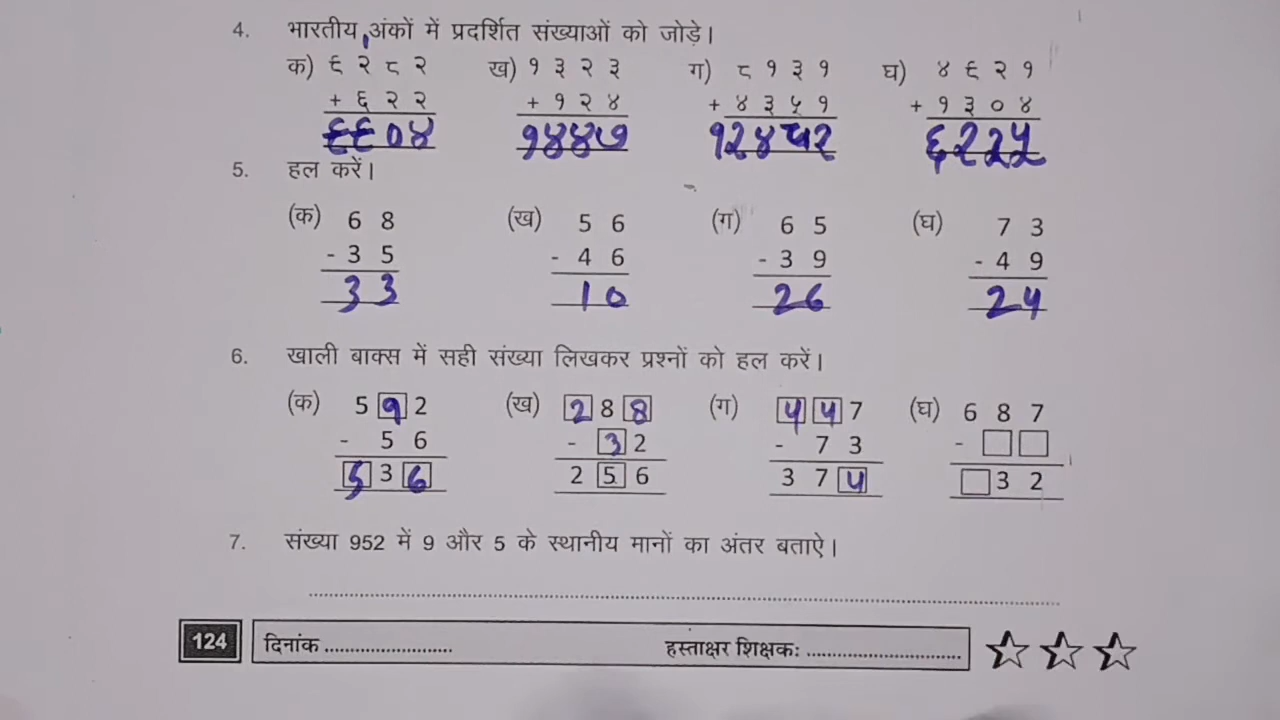 4. भारतीय अंकों में प्रदर्शित संख्याओं को जोड़े।
क) ६ २ ८ २ ख) १ ३ २ ३ ग) ८ १ ३ १ घ) ४ ९ २ १
+ ६ २ २ + १ २ ४ + ४ ३ ५ १ + १ ३ ० ४
६९०४ १४४७ १२४५२ ६२२५
5. हल करें।
(क) 6 8 (ख) 5 6 (ग) 6 5 (घ) 7 3
- 3 5 - 4 6 - 3 9 - 4 9
33 10 26 24
6. खाली बाक्स में सही संख्या लिखकर प्रश्नों को हल करें।
(क) 5 9 2 (ख) 2 8 8 (ग) 4 4 7 (घ) 6 8 7
- 5 6 - 3 2 - 7 3 -
5 3 6 2 5 6 3 7 4 3 2
7. संख्या 952 में 9 और 5 के स्थानीय मानों का अंतर बताऐ।
124 दिनांक .......................... हस्ताक्षर शिक्षक: ...............................